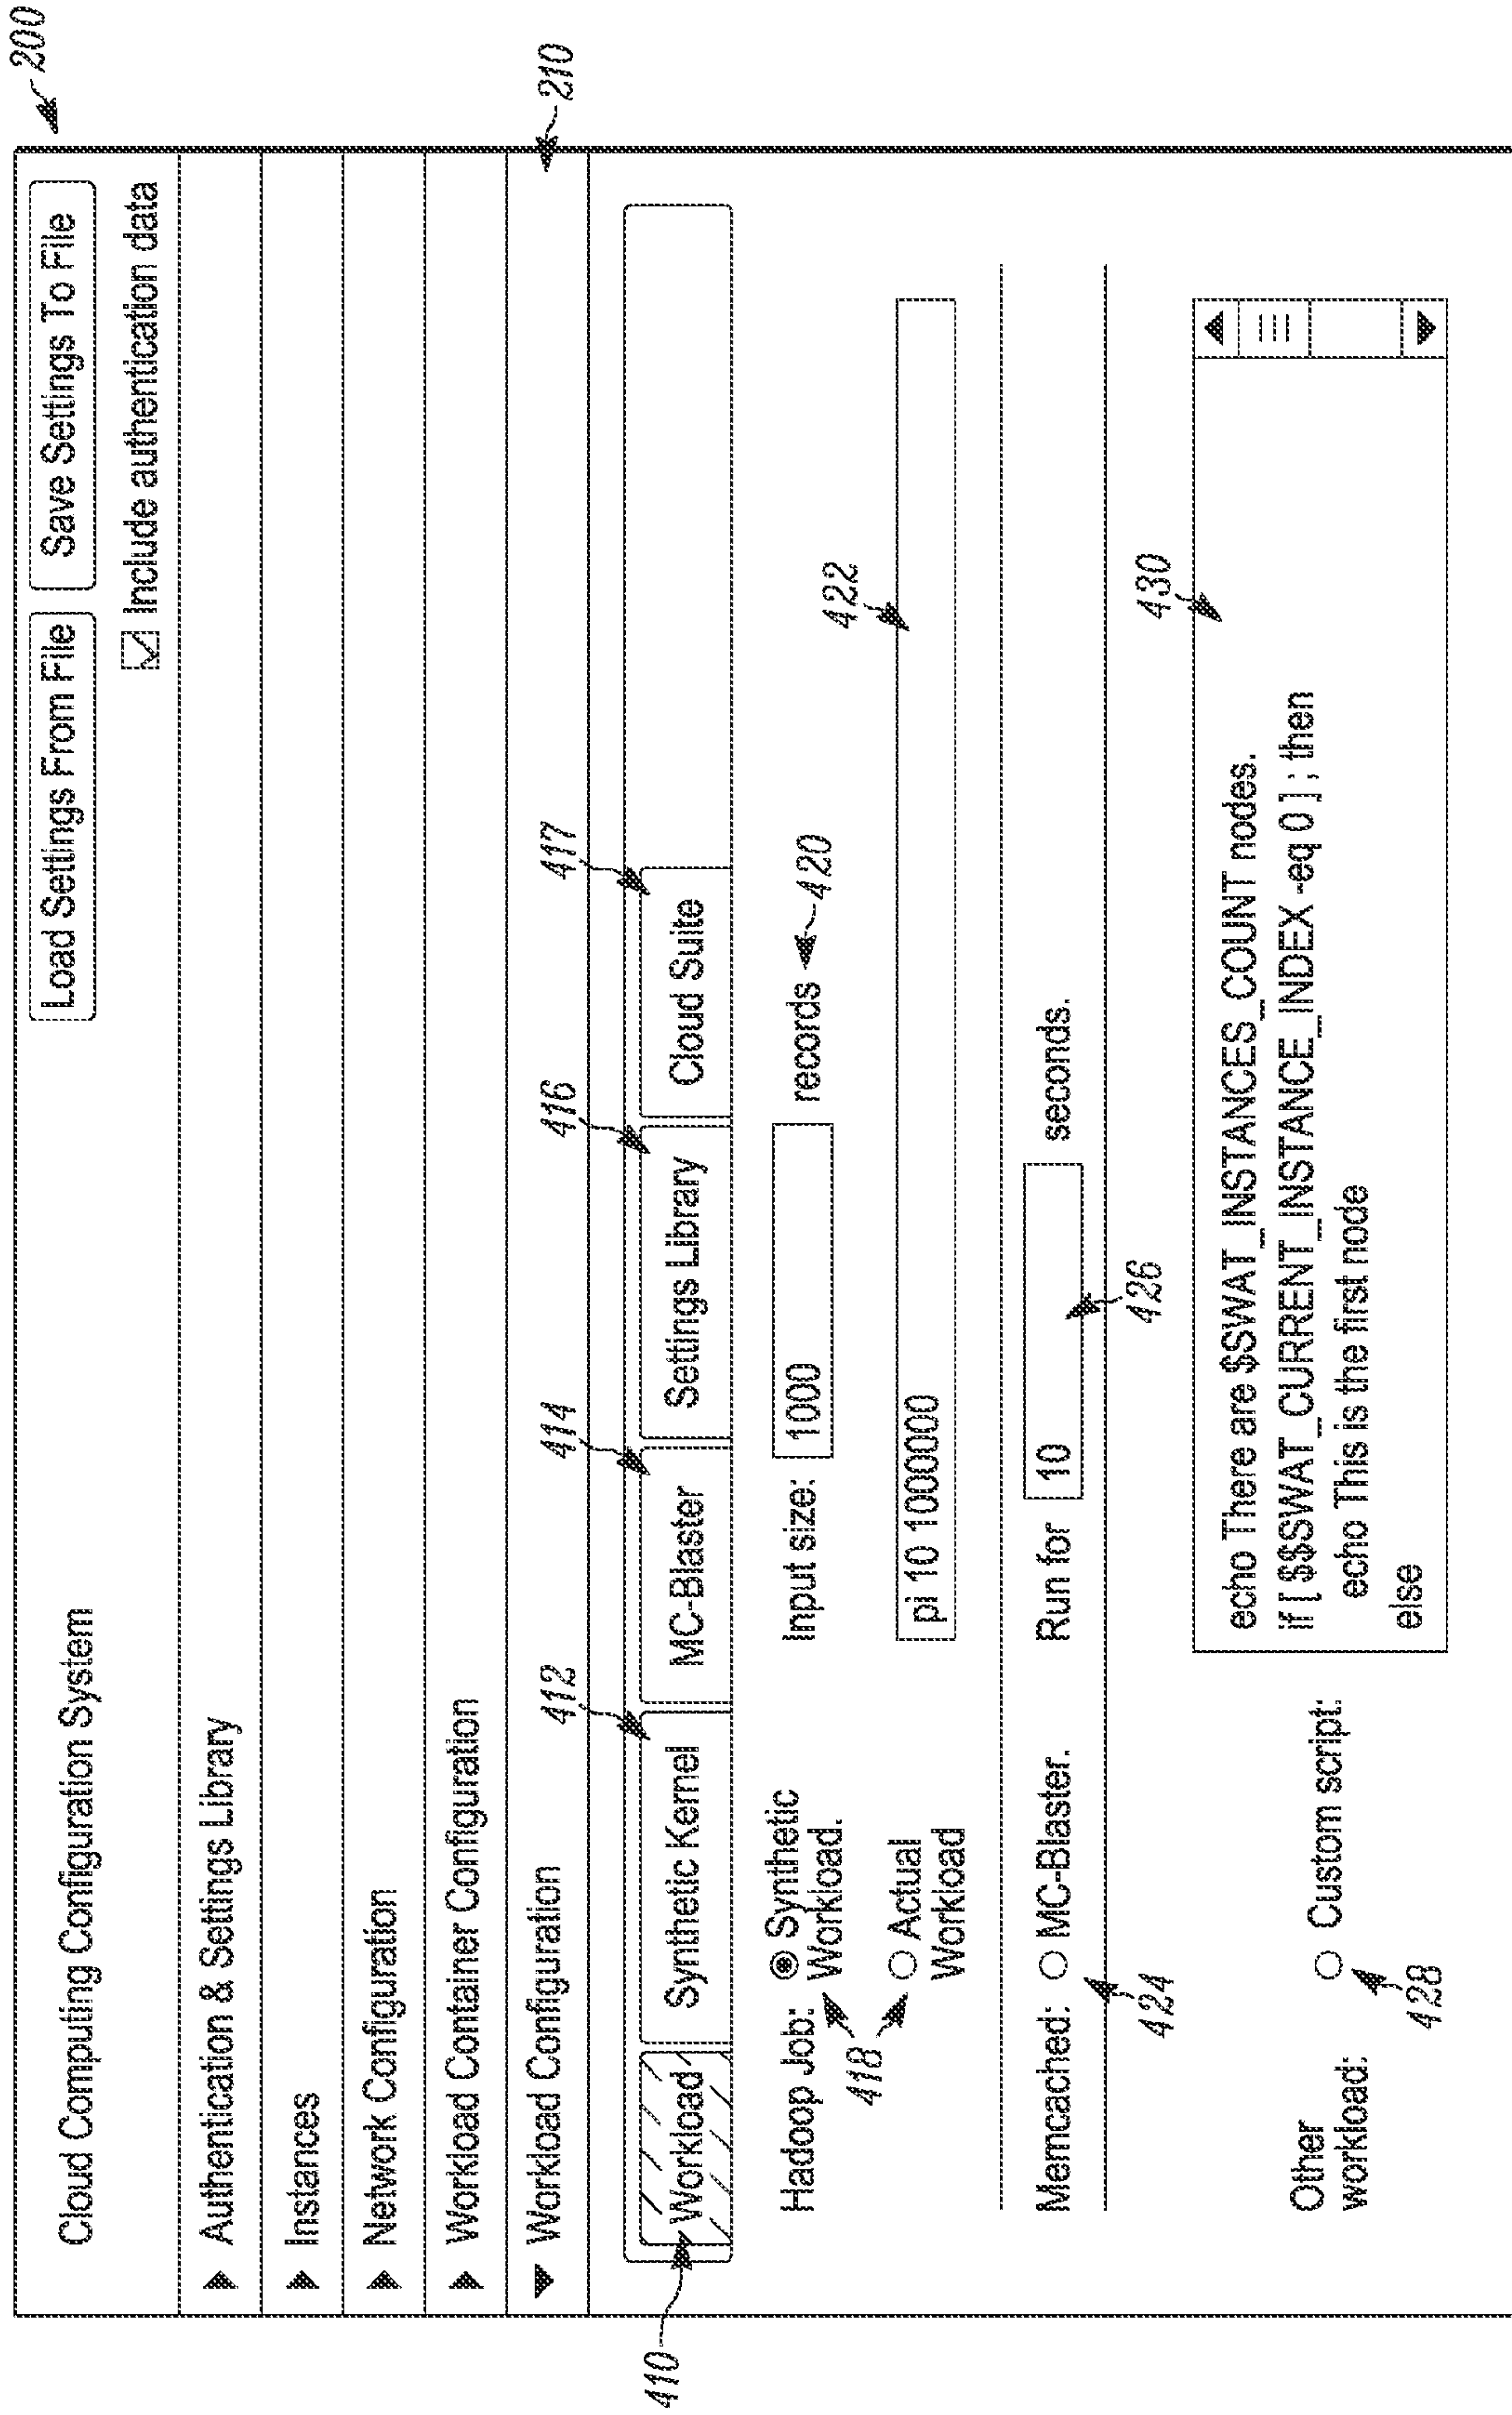 200
Cloud Computing Configuration System
Load Settings From File
Save Settings To File
Include authentication data
Authentication & Settings Library
Instances
Network Configuration
Workload Container Configuration
Workload Configuration
210
410
412
414
416
417
Workload
Synthetic Kernel
MC-Blaster
Settings Library
Cloud Suite
Hadoop Job:
Synthetic
Workload.
Input size:
1000
records
420
418
Actual
Workload
pi 10 1000000
422
Memcached:
MC-Blaster.
Run for
10
seconds.
424
426
430
Other
workload:
Custom script:
428
echo There are $SWAT_INSTANCES_COUNT nodes.
if [ $$SWAT_CURRENT_INSTANCE_INDEX -eq 0 ] ; then
echo This is the first node
else